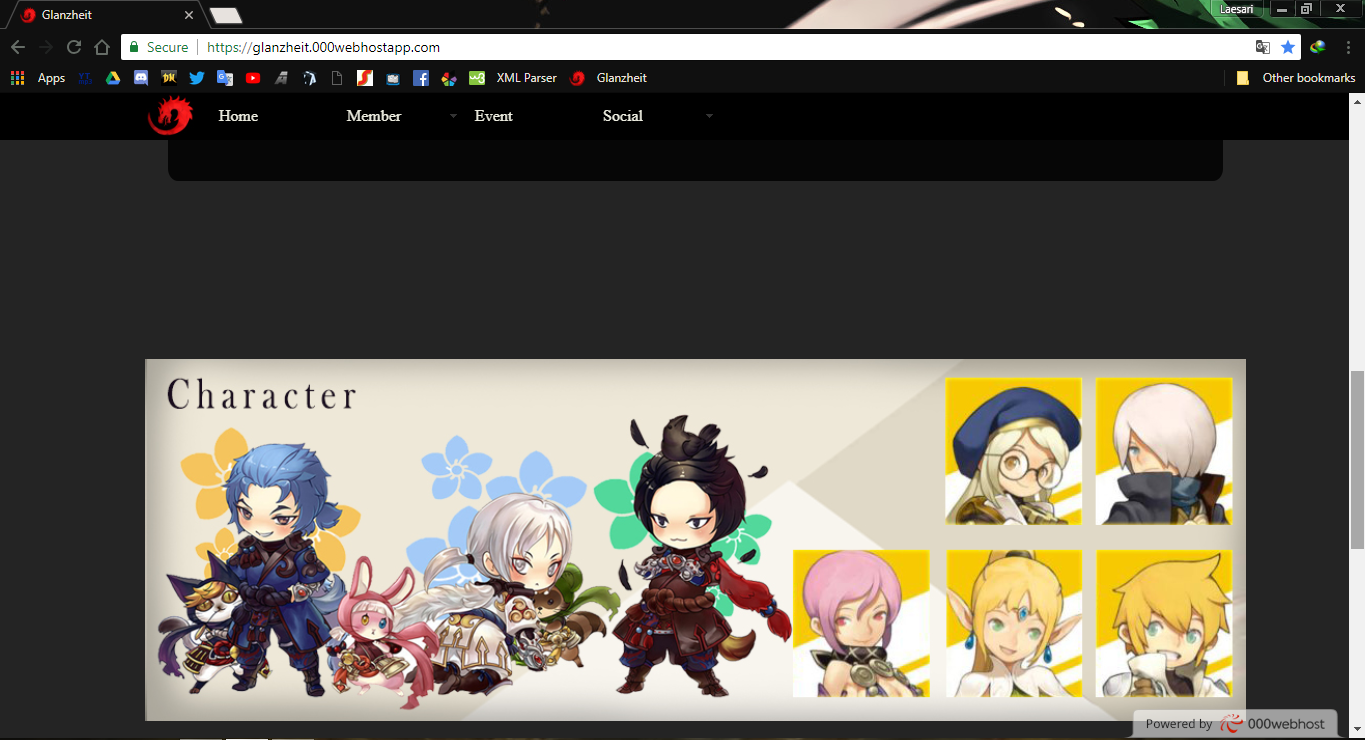 Glanzheit
Laesari
Secure
https://glanzheit.000webhostapp.com
Apps
XML Parser
Glanzheit
Other bookmarks
Home
Member
Event
Social
Character
Powered by 000webhost